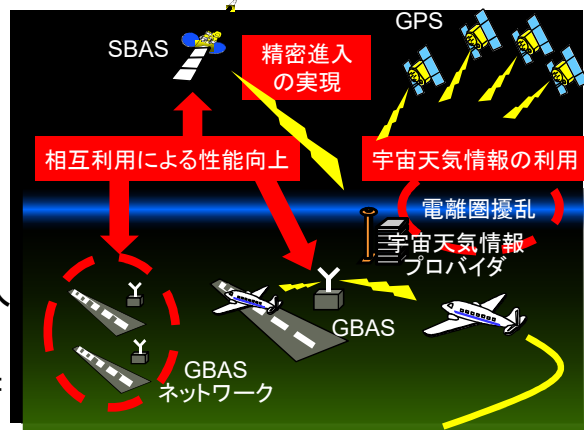 GPS
SBAS
精密進入
の実現
相互利用による性能向上
宇宙天気情報の利用
電離圏擾乱
宇宙天気情報
プロバイダ
GBAS
GBAS
ネットワーク